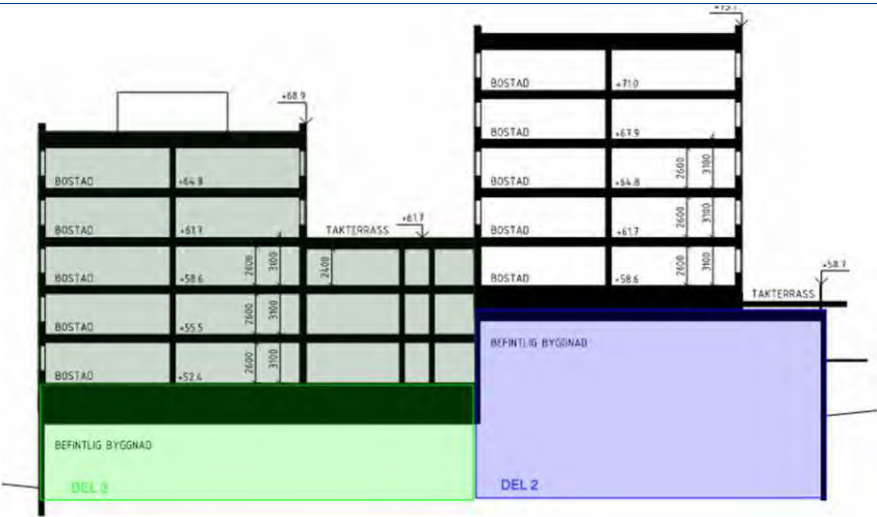 BOSTAD +71.0
BOSTAD +67.9
BOSTAD +64.8 2600 3100
BOSTAD +61.7 2600 3100
BOSTAD +58.6 2600 3100
+68.9
BOSTAD +64.8
BOSTAD +61.7
BOSTAD +58.6 2600 3100
BOSTAD +55.5 2600 3100
BOSTAD +52.4 2600 3100
TAKTERRASS +61.7
2400
+58.7
TAKTERRASS
BEFINTLIG BYGGNAD
DEL 3
BEFINTLIG BYGGNAD
DEL 2